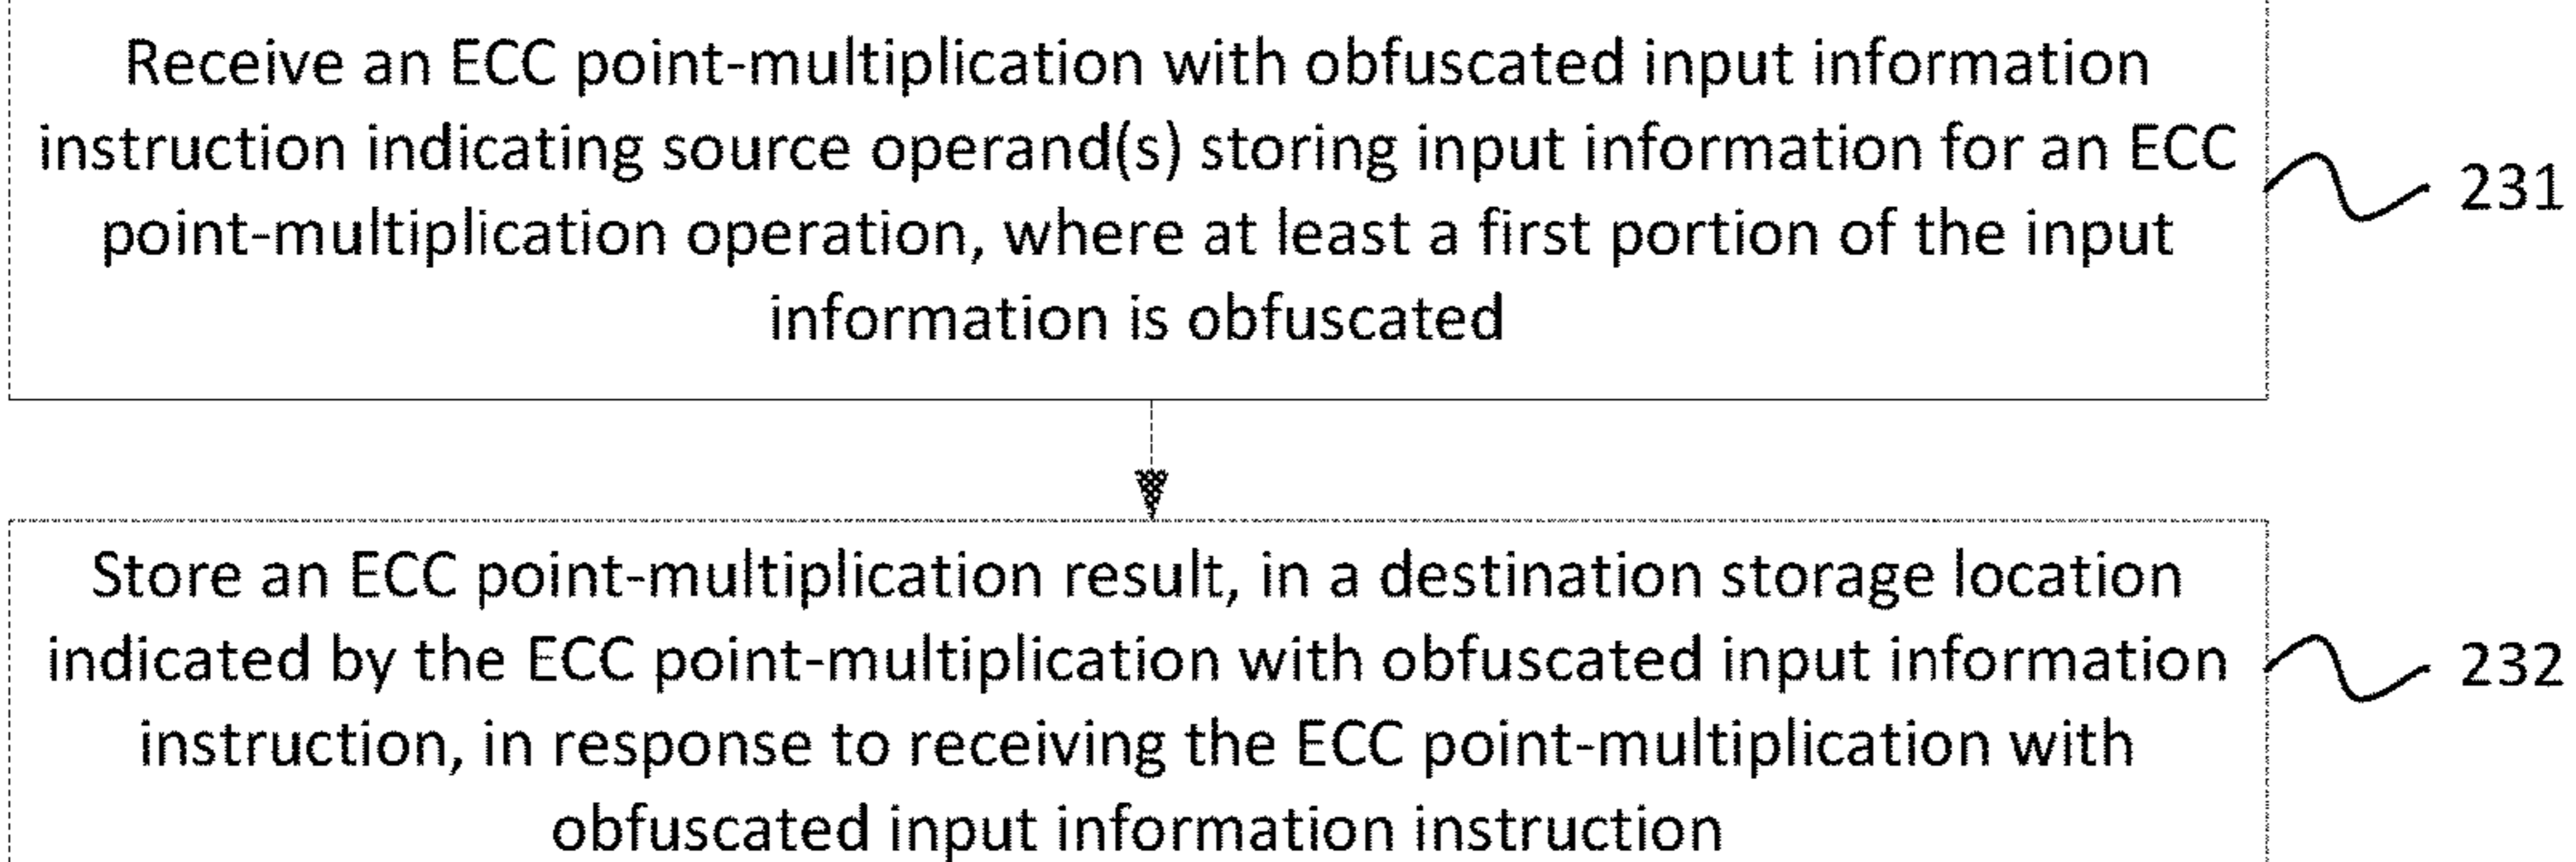 Receive an ECC point-multiplication with obfuscated input information
instruction indicating source operand(s) storing input information for an ECC
point-multiplication operation, where at least a first portion of the input
information is obfuscated
231
Store an ECC point-multiplication result, in a destination storage location
indicated by the ECC point-multiplication with obfuscated input information
instruction, in response to receiving the ECC point-multiplication with
obfuscated input information instruction
232